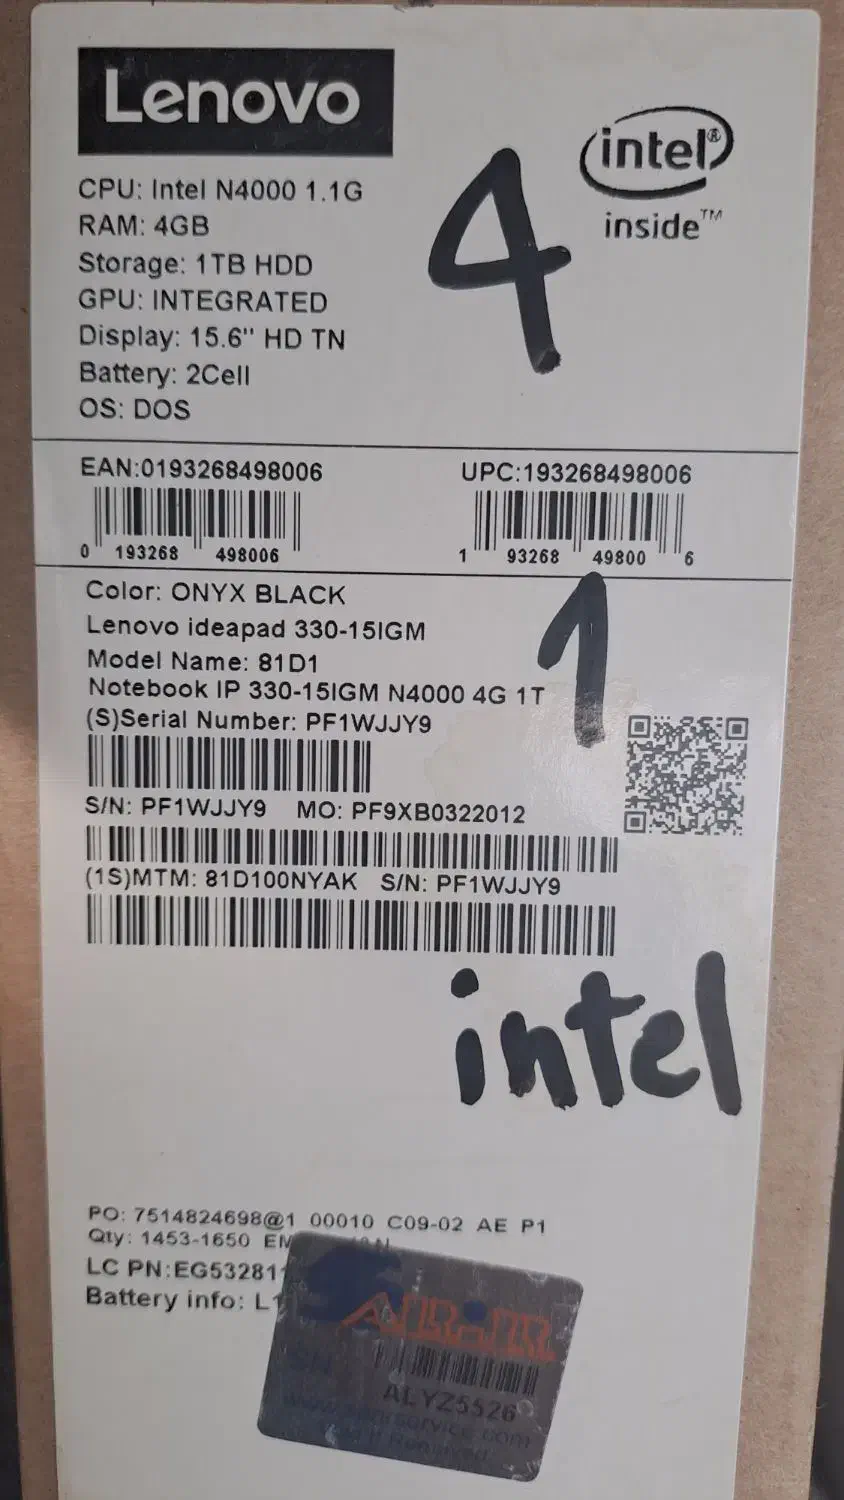 Lenovo
intel®
inside™
4
CPU: Intel N4000 1.1G
RAM: 4GB
Storage: 1TB HDD
GPU: INTEGRATED
Display: 15.6" HD TN
Battery: 2Cell
OS: DOS
EAN:0193268498006
UPC:193268498006
0 193268 498006
1 93268 49800 6
1
Color: ONYX BLACK
Lenovo ideapad 330-15IGM
Model Name: 81D1
Notebook IP 330-15IGM N4000 4G 1T
(S)Serial Number: PF1WJJY9
S/N: PF1WJJY9 MO: PF9XB0322012
(1S)MTM: 81D100NYAK S/N: PF1WJJY9
intel
PO: 7514824698@1 00010 C09-02 AE P1
Qty: 1453-1650
LC PN:EG53281
Battery info: L1
SN
ALYZ5526